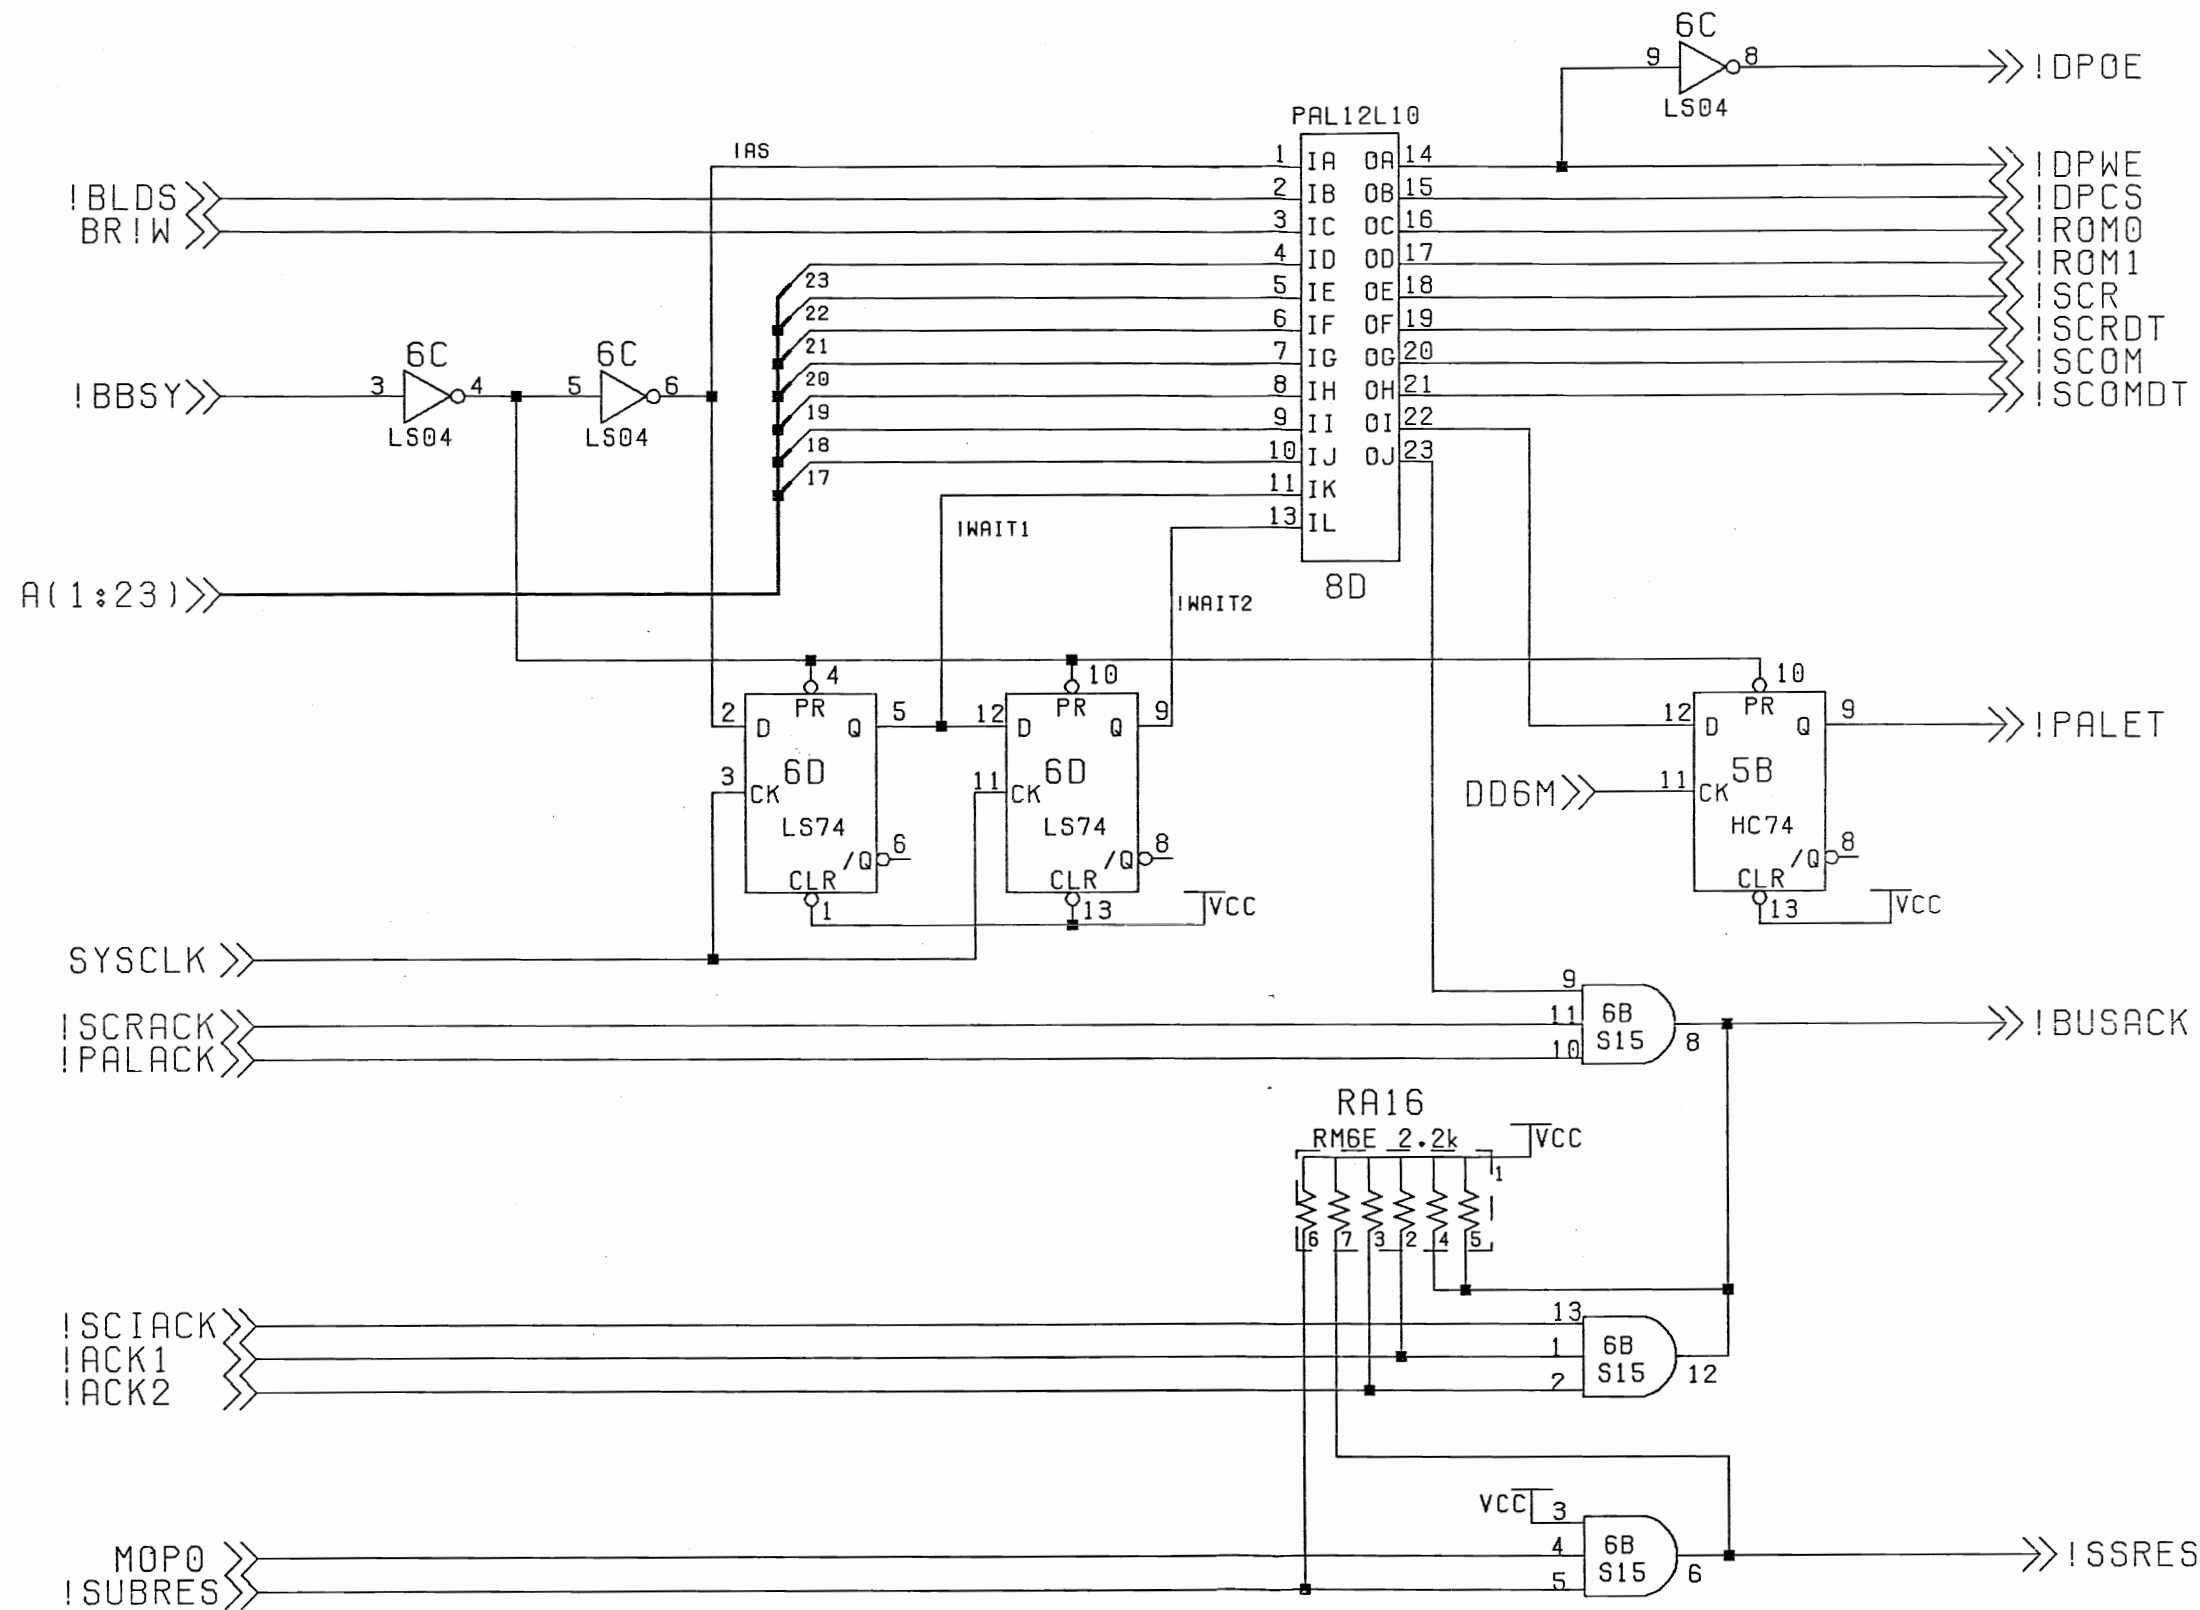 6C
9 8 !DPOE
LS04
PAL12L10
!AS 1 IA OA 14 !DPWE
!BLDS 2 IB OB 15 !DPCS
BR!W 3 IC OC 16 !ROM0
4 ID OD 17 !ROM1
23 5 IE OE 18 !SCR
22 6 IF OF 19 !SCRDT
21 7 IG OG 20 !SCOM
20 8 IH OH 21 !SCOMDT
19 9 II OI 22
18 10 IJ OJ 23
17 11 IK
13 IL
6C 6C
!BBSY 3 4 5 6
LS04 LS04
!WAIT1
8D
A(1:23)
!WAIT2
4 10 10
PR PR PR
2 D Q 5 12 D Q 9 12 D Q 9 !PALET
6D 6D 5B
3 CK 11 CK DD6M 11 CK
LS74 LS74 HC74
/Q 6 /Q 8 /Q 8
CLR CLR CLR
1 13 VCC 13 VCC
SYSCLK
9
!SCRACK 11 6B !BUSACK
!PALACK 10 S15 8
RA16
RM6E 2.2k VCC
1
6 7 3 2 4 5
!SCIACK 13
!ACK1 1 6B
!ACK2 2 S15 12
VCC 3
MOP0 4 6B !SSRES
!SUBRES 5 S15 6